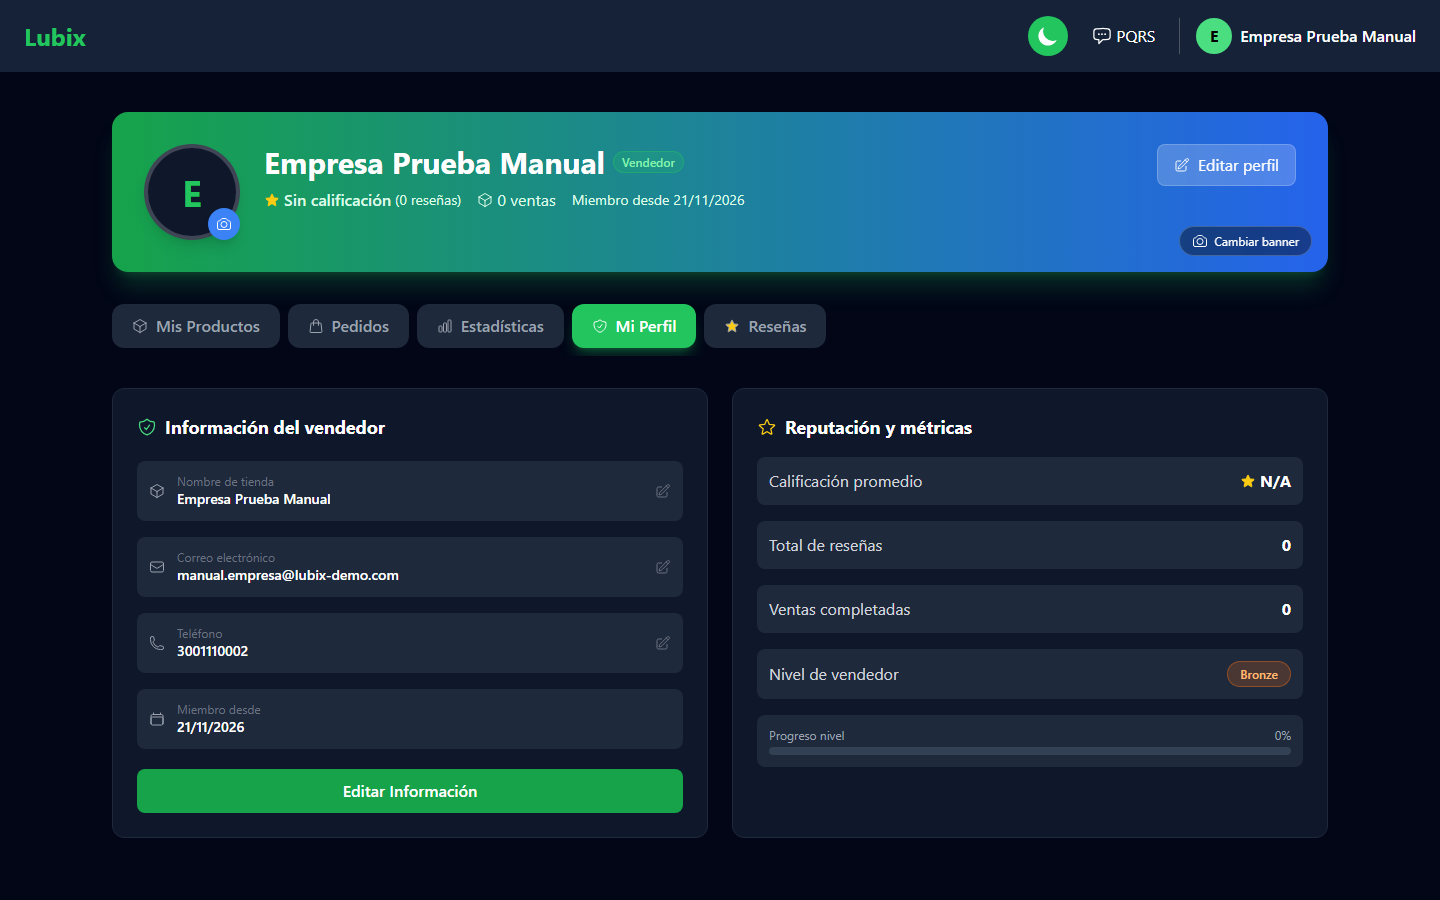 Lubix
PQRS
E
Empresa Prueba Manual
E
Empresa Prueba Manual
Vendedor
Sin calificación (0 reseñas)
0 ventas
Miembro desde 21/11/2026
Editar perfil
Cambiar banner
Mis Productos
Pedidos
Estadísticas
Mi Perfil
Reseñas
Información del vendedor
Nombre de tienda
Empresa Prueba Manual
Correo electrónico
manual.empresa@lubix-demo.com
Teléfono
3001110002
Miembro desde
21/11/2026
Editar Información
Reputación y métricas
Calificación promedio
N/A
Total de reseñas
0
Ventas completadas
0
Nivel de vendedor
Bronze
Progreso nivel
0%